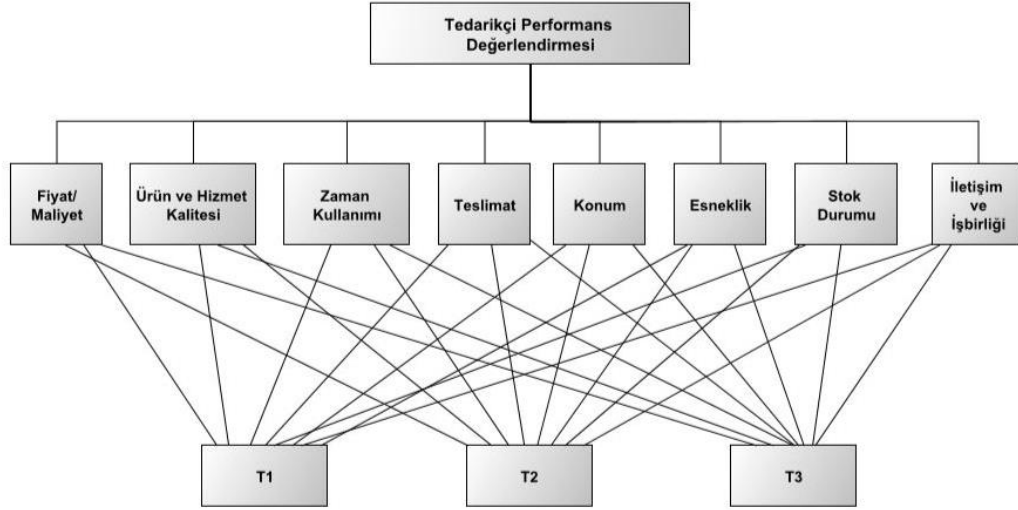 Tedarikçi Performans
Değerlendirmesi
Fiyat/
Maliyet
Ürün ve Hizmet
Kalitesi
Zaman
Kullanımı
Teslimat
Konum
Esneklik
Stok
Durumu
İletişim
ve
İşbirliği
T1
T2
T3